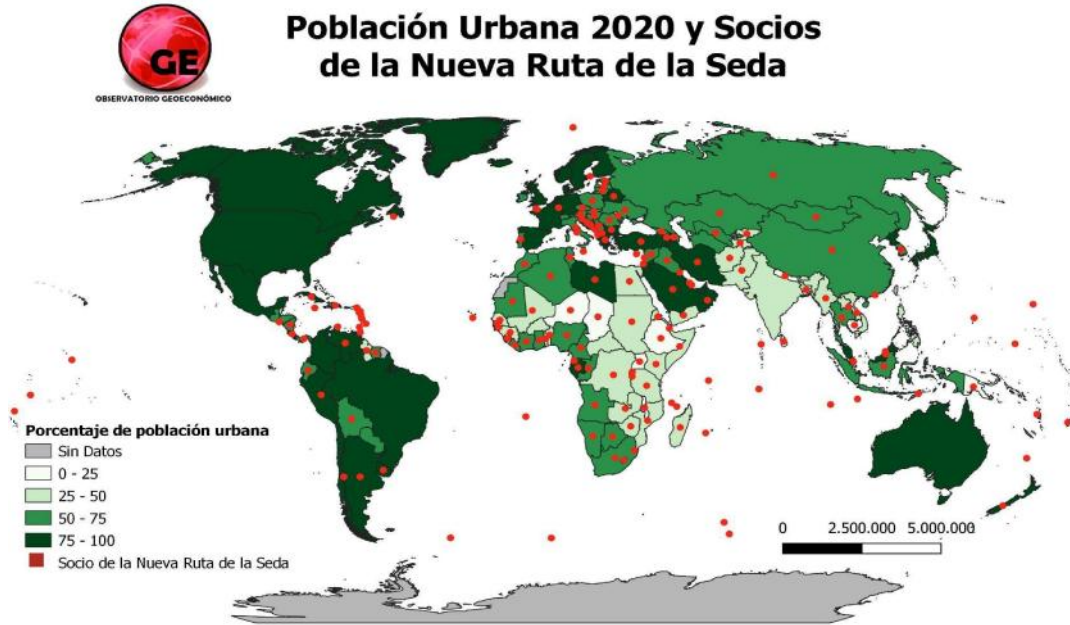 GE
OBSERVATORIO GEOECONÓMICO
Población Urbana 2020 y Socios
de la Nueva Ruta de la Seda
Porcentaje de población urbana
Sin Datos
0 - 25
25 - 50
50 - 75
75 - 100
Socio de la Nueva Ruta de la Seda
0 2.500.000 5.000.000